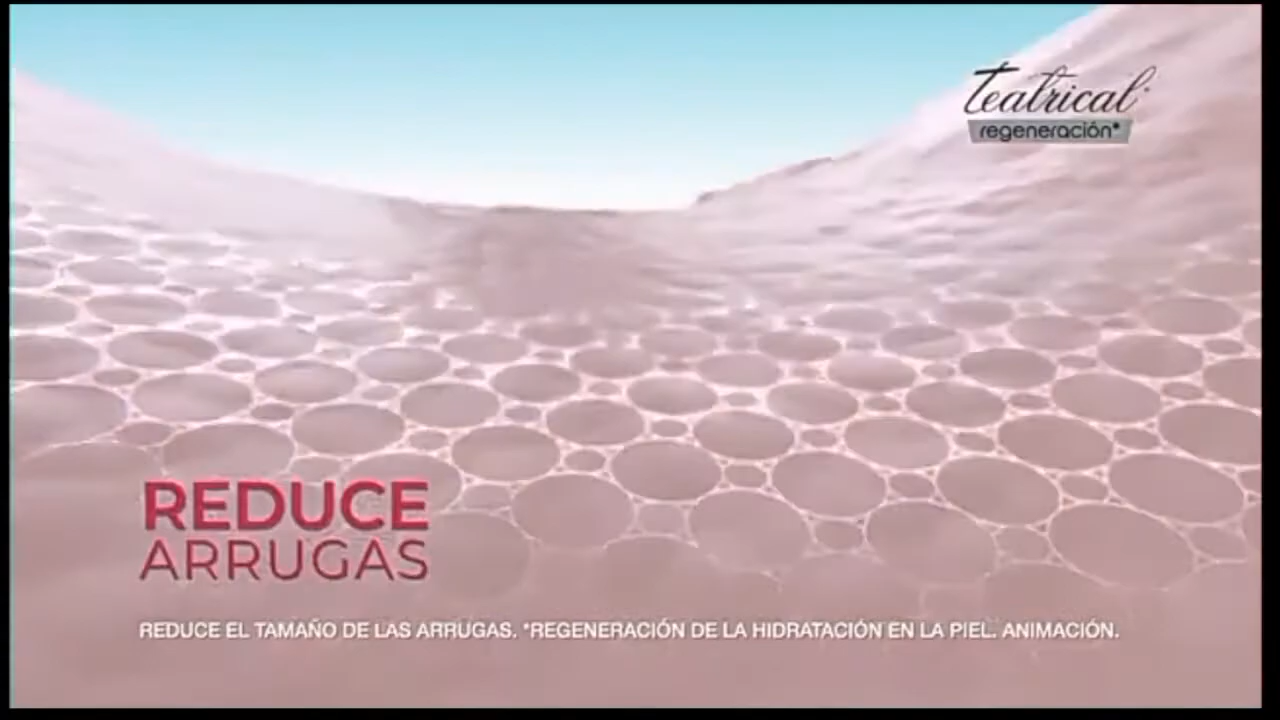 Teatrical
regeneración*
REDUCE
ARRUGAS
REDUCE EL TAMAÑO DE LAS ARRUGAS. *REGENERACIÓN DE LA HIDRATACIÓN EN LA PIEL. ANIMACIÓN.